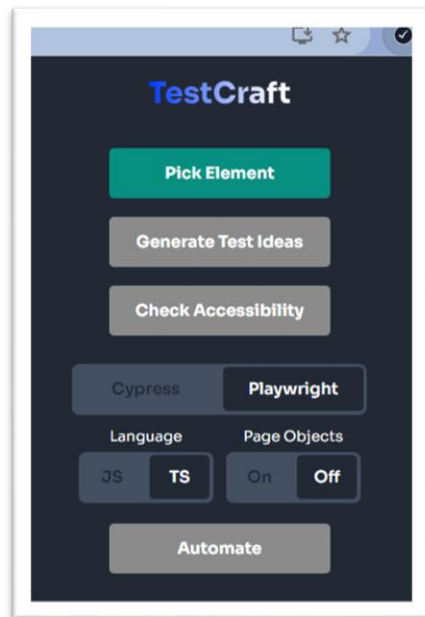 TestCraft
Pick Element
Generate Test Ideas
Check Accessibility
Cypress Playwright
Language Page Objects
JS TS On Off
Automate